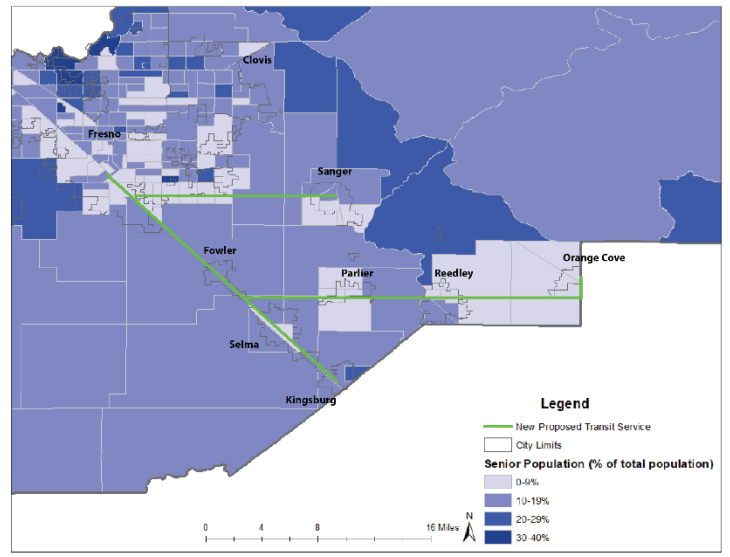 Clovis
Fresno
Sanger
Fowler
Parlier
Reedley
Orange Cove
Selma
Kingsburg
Legend
New Proposed Transit Service
City Limits
Senior Population (% of total population)
0-9%
10-19%
20-29%
30-40%
N
0 4 8 16 Miles